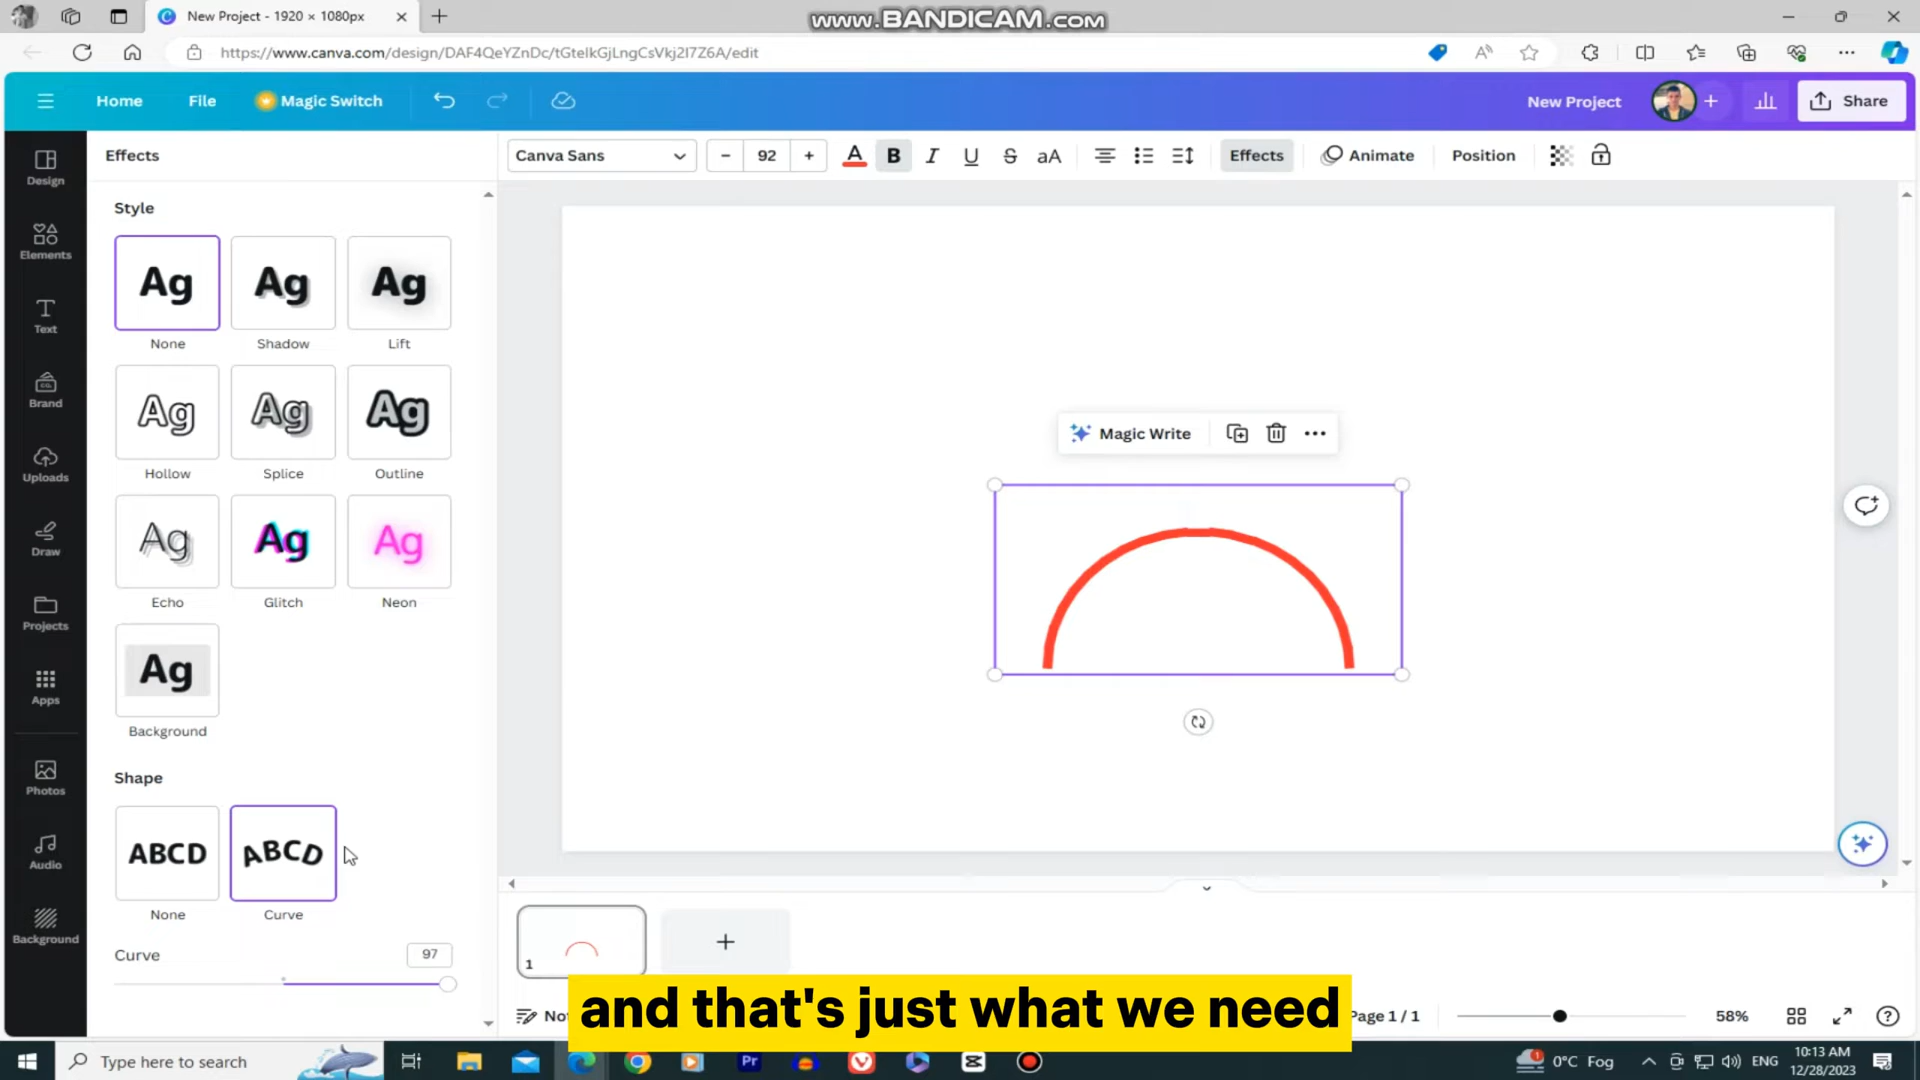 New Project - 1920 × 1080px
www.BANDICAM.com
https://www.canva.com/design/DAF4QeYZnDc/tGtelkGjLngCsVkj2I7Z6A/edit
Home
File
Magic Switch
New Project
Share
Effects
Canva Sans
92
A
B
I
U
S
aA
Effects
Animate
Position
Design
Elements
Text
Brand
Uploads
Draw
Projects
Apps
Photos
Audio
Background
Style
Ag
Ag
Ag
None
Shadow
Lift
Ag
Ag
Ag
Hollow
Splice
Outline
Ag
Ag
Ag
Echo
Glitch
Neon
Ag
Background
Shape
ABCD
ABCD
None
Curve
Curve
97
Magic Write
1
and that's just what we need
Page 1 / 1
58%
Type here to search
Pr
0°C Fog
ENG
10:13 AM
12/28/2023